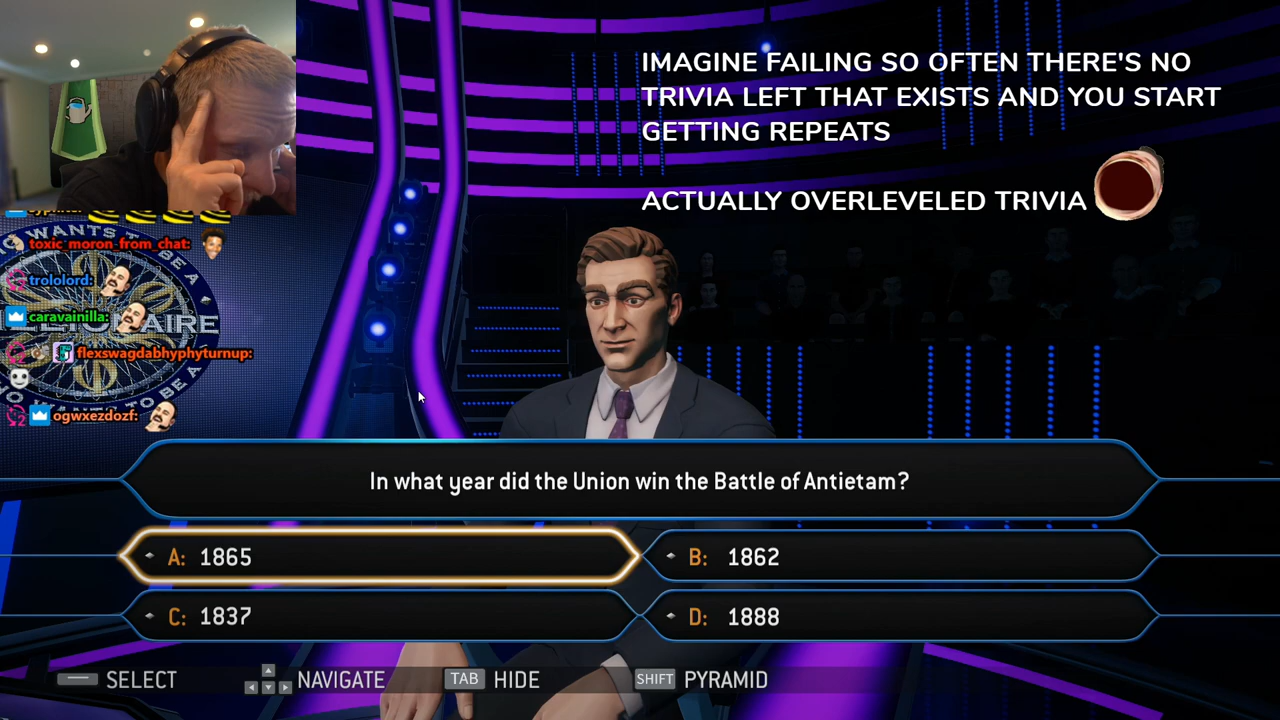 IMAGINE FAILING SO OFTEN THERE'S NO
TRIVIA LEFT THAT EXISTS AND YOU START
GETTING REPEATS
ACTUALLY OVERLEVELED TRIVIA
toxic_moron_from_chat:
trololord:
caravainilla:
flexswagdabhyphyturnup:
ogwxezdozf:
In what year did the Union win the Battle of Antietam?
A: 1865
B: 1862
C: 1837
D: 1888
SELECT
NAVIGATE
TAB HIDE
SHIFT PYRAMID